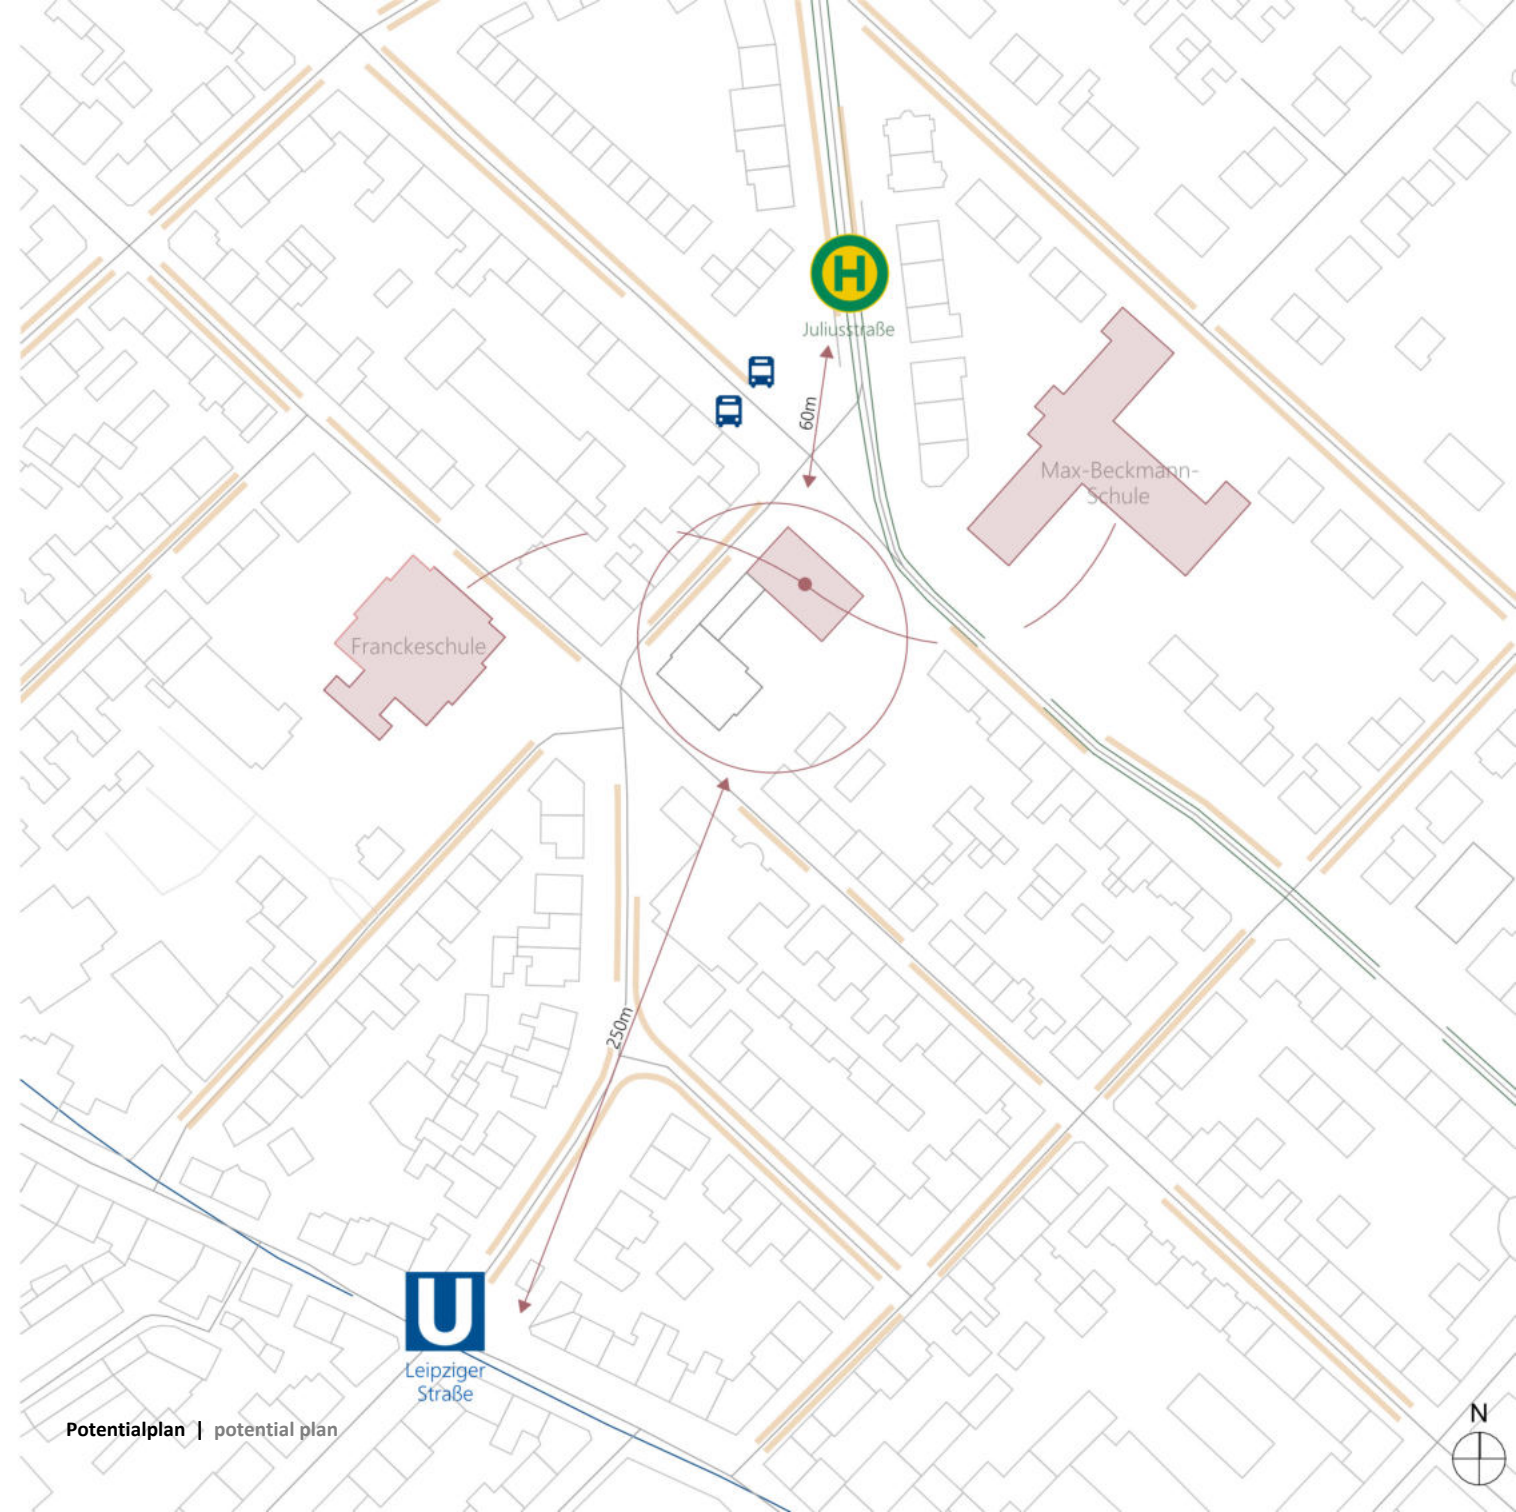 H
Juliusstraße
60m
Max-Beckmann-
Schule
Franckeschule
250m
U
Leipziger
Straße
Potentialplan | potential plan
N